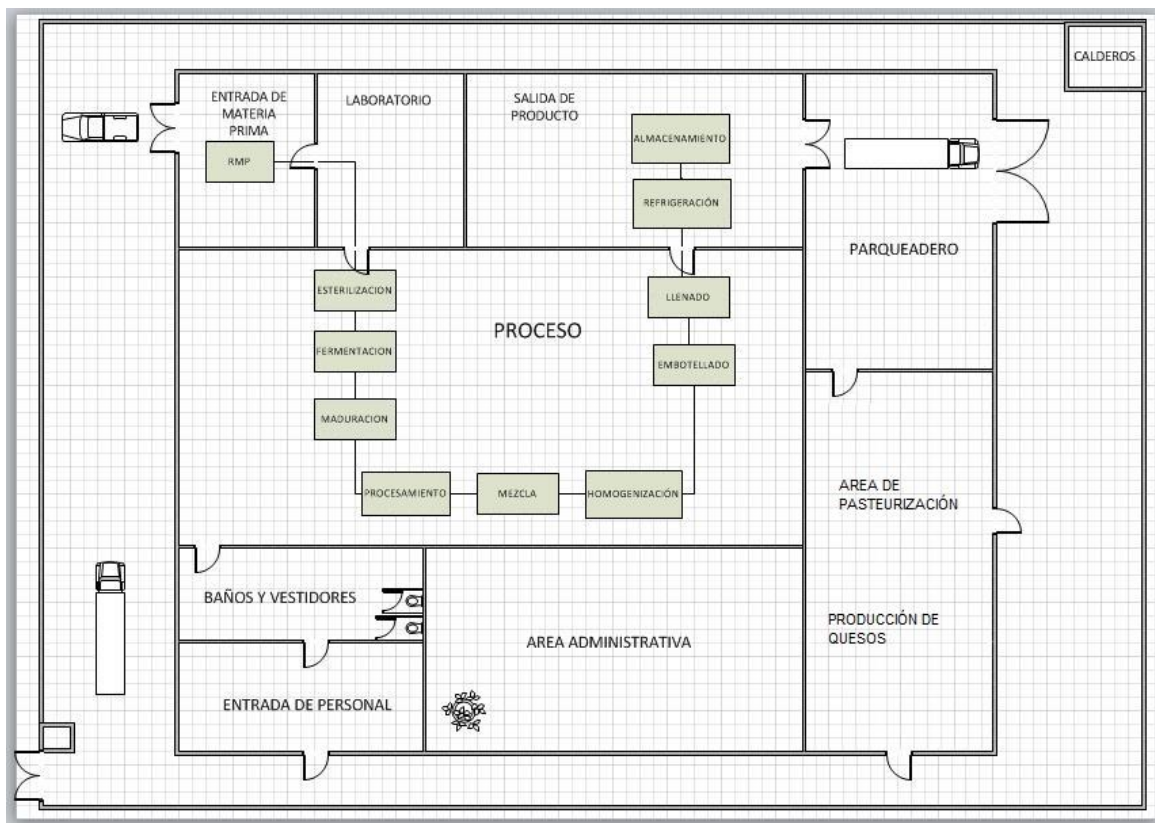 CALDEROS
ENTRADA DE
MATERIA
PRIMA
LABORATORIO
SALIDA DE
PRODUCTO
RMP
ALMACENAMIENTO
REFRIGERACIÓN
PARQUEADERO
ESTERILIZACION
LLENADO
PROCESO
FERMENTACION
EMBOTELLADO
MADURACION
PROCESAMIENTO
MEZCLA
HOMOGENIZACIÓN
AREA DE
PASTEURIZACIÓN
BAÑOS Y VESTIDORES
AREA ADMINISTRATIVA
PRODUCCIÓN DE
QUESOS
ENTRADA DE PERSONAL